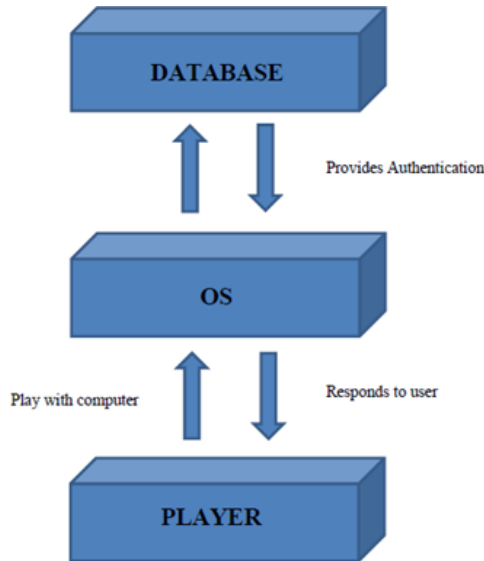 DATABASE
Provides Authentication
OS
Play with computer
Responds to user
PLAYER